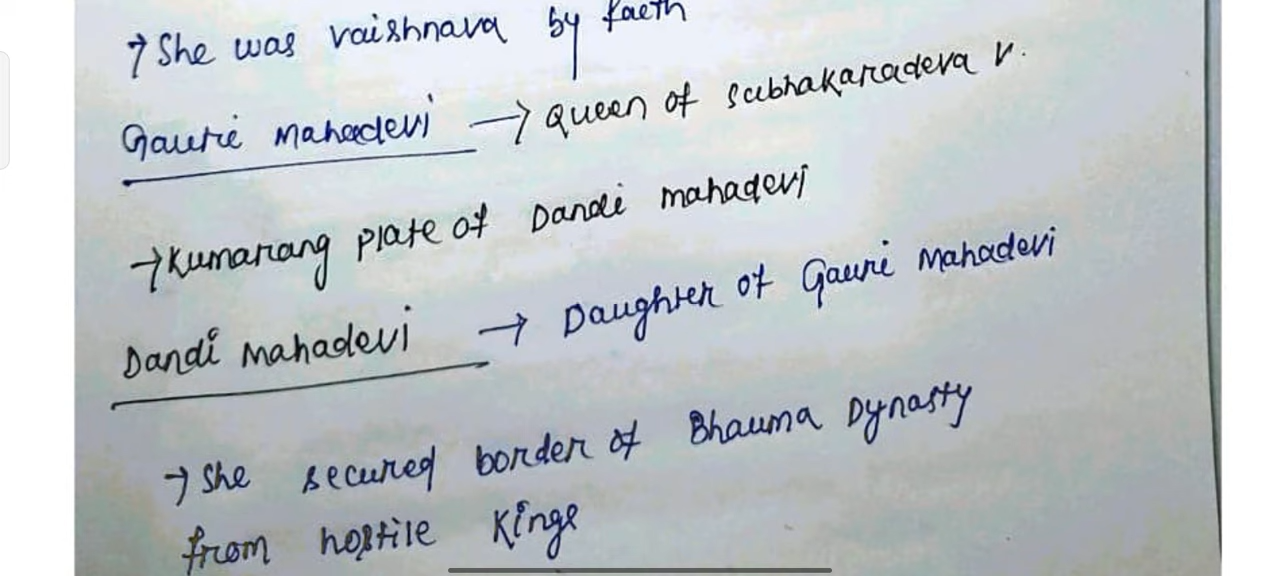 → She was vaishnava by faeth
Gauri Mahadevi → Queen of Subhakaradeva V.
→ Kumarang plate of Dandi mahadevi
Dandi Mahadevi → Daughter of Gauri Mahadevi
→ She secured border of Bhauma Dynasty
from hostile Kings